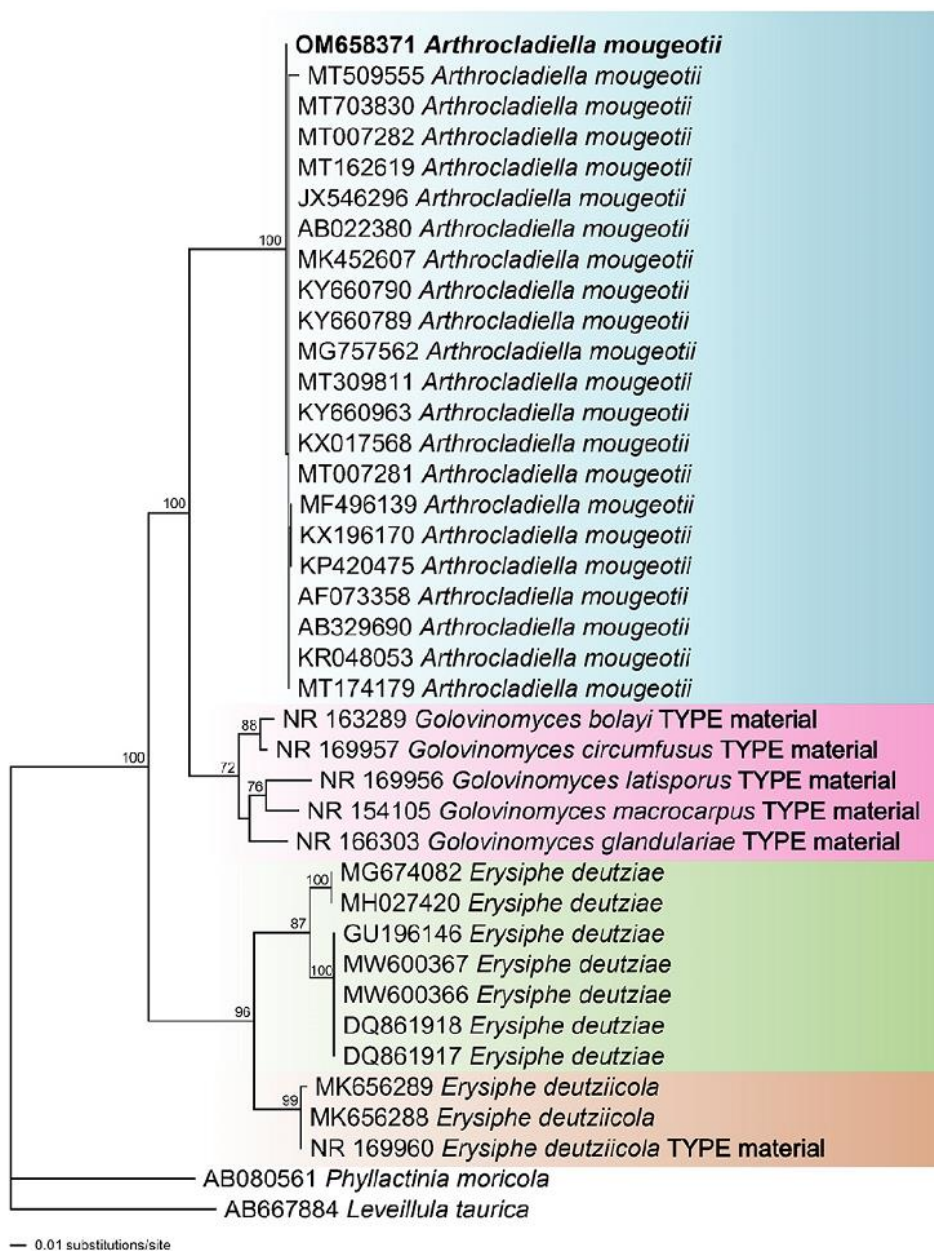 OM658371 Arthrocladiella mougeotii
MT509555 Arthrocladiella mougeotii
MT703830 Arthrocladiella mougeotii
MT007282 Arthrocladiella mougeotii
MT162619 Arthrocladiella mougeotii
JX546296 Arthrocladiella mougeotii
AB022380 Arthrocladiella mougeotii
100 MK452607 Arthrocladiella mougeotii
KY660790 Arthrocladiella mougeotii
KY660789 Arthrocladiella mougeotii
MG757562 Arthrocladiella mougeotii
MT309811 Arthrocladiella mougeotii
KY660963 Arthrocladiella mougeotii
KX017568 Arthrocladiella mougeotii
MT007281 Arthrocladiella mougeotii
100 MF496139 Arthrocladiella mougeotii
KX196170 Arthrocladiella mougeotii
KP420475 Arthrocladiella mougeotii
AF073358 Arthrocladiella mougeotii
AB329690 Arthrocladiella mougeotii
KR048053 Arthrocladiella mougeotii
MT174179 Arthrocladiella mougeotii
88 NR 163289 Golovinomyces bolayi TYPE material
100 72 NR 169957 Golovinomyces circumfusus TYPE material
76 NR 169956 Golovinomyces latisporus TYPE material
NR 154105 Golovinomyces macrocarpus TYPE material
NR 166303 Golovinomyces glandulariae TYPE material
100 MG674082 Erysiphe deutziae
MH027420 Erysiphe deutziae
87 GU196146 Erysiphe deutziae
100 MW600367 Erysiphe deutziae
96 MW600366 Erysiphe deutziae
DQ861918 Erysiphe deutziae
DQ861917 Erysiphe deutziae
99 MK656289 Erysiphe deutziicola
MK656288 Erysiphe deutziicola
NR 169960 Erysiphe deutziicola TYPE material
AB080561 Phyllactinia moricola
AB667884 Leveillula taurica
0.01 substitutions/site